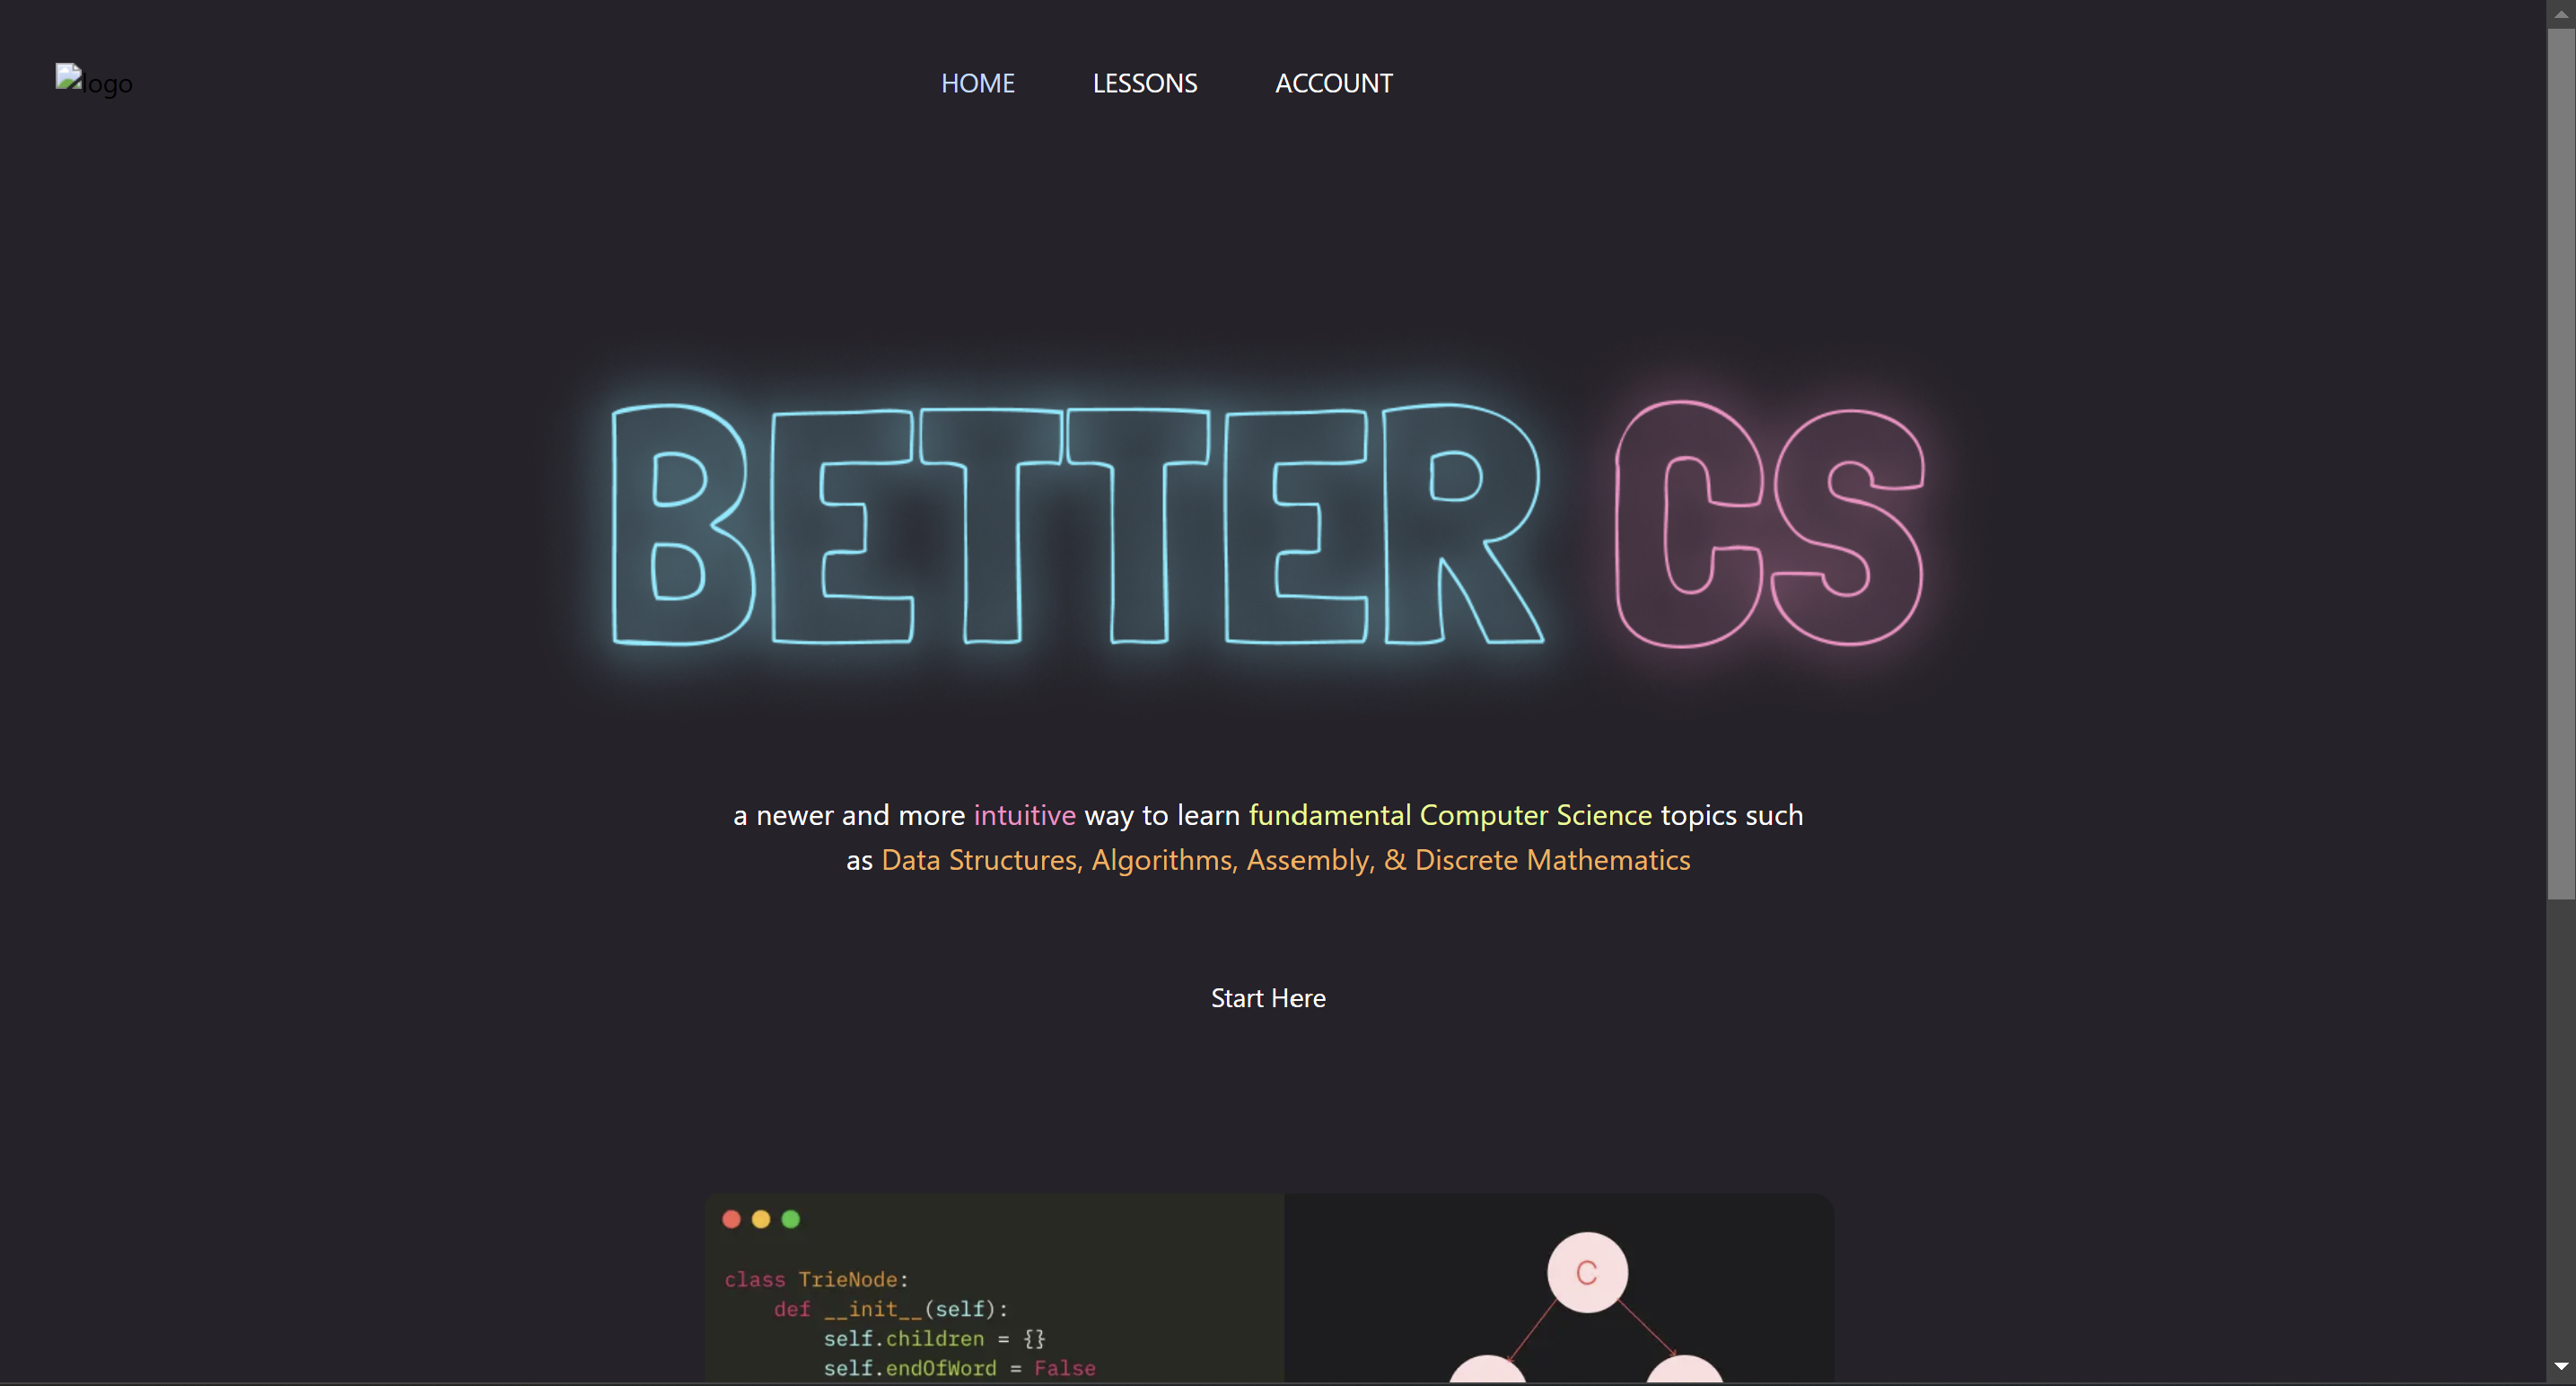 logo
HOME LESSONS ACCOUNT
BETTER CS
a newer and more intuitive way to learn fundamental Computer Science topics such
as Data Structures, Algorithms, Assembly, & Discrete Mathematics
Start Here
class TrieNode:
    def __init__(self):
        self.children = {}
        self.endOfWord = False
C